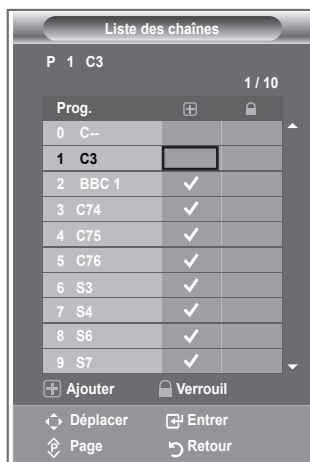 Liste des chaînes
P 1 C3
1 / 10
Prog.
0 C--
1 C3
2 BBC 1
3 C74
4 C75
5 C76
6 S3
7 S4
8 S6
9 S7
Ajouter Verrouil
Déplacer Entrer
Page Retour